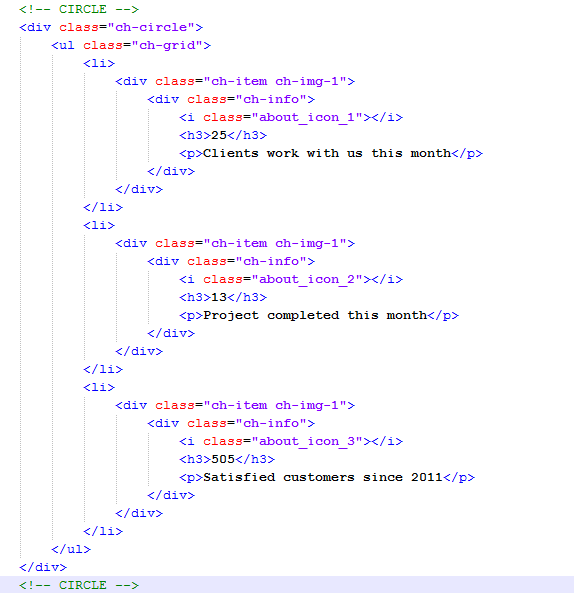 <!-- CIRCLE -->
<div class="ch-circle">
    <ul class="ch-grid">
        <li>
            <div class="ch-item ch-img-1">
                <div class="ch-info">
                    <i class="about_icon_1"></i>
                    <h3>25</h3>
                    <p>Clients work with us this month</p>
                </div>
            </div>
        </li>
        <li>
            <div class="ch-item ch-img-1">
                <div class="ch-info">
                    <i class="about_icon_2"></i>
                    <h3>13</h3>
                    <p>Project completed this month</p>
                </div>
            </div>
        </li>
        <li>
            <div class="ch-item ch-img-1">
                <div class="ch-info">
                    <i class="about_icon_3"></i>
                    <h3>505</h3>
                    <p>Satisfied customers since 2011</p>
                </div>
            </div>
        </li>
    </ul>
</div>
<!-- CIRCLE -->